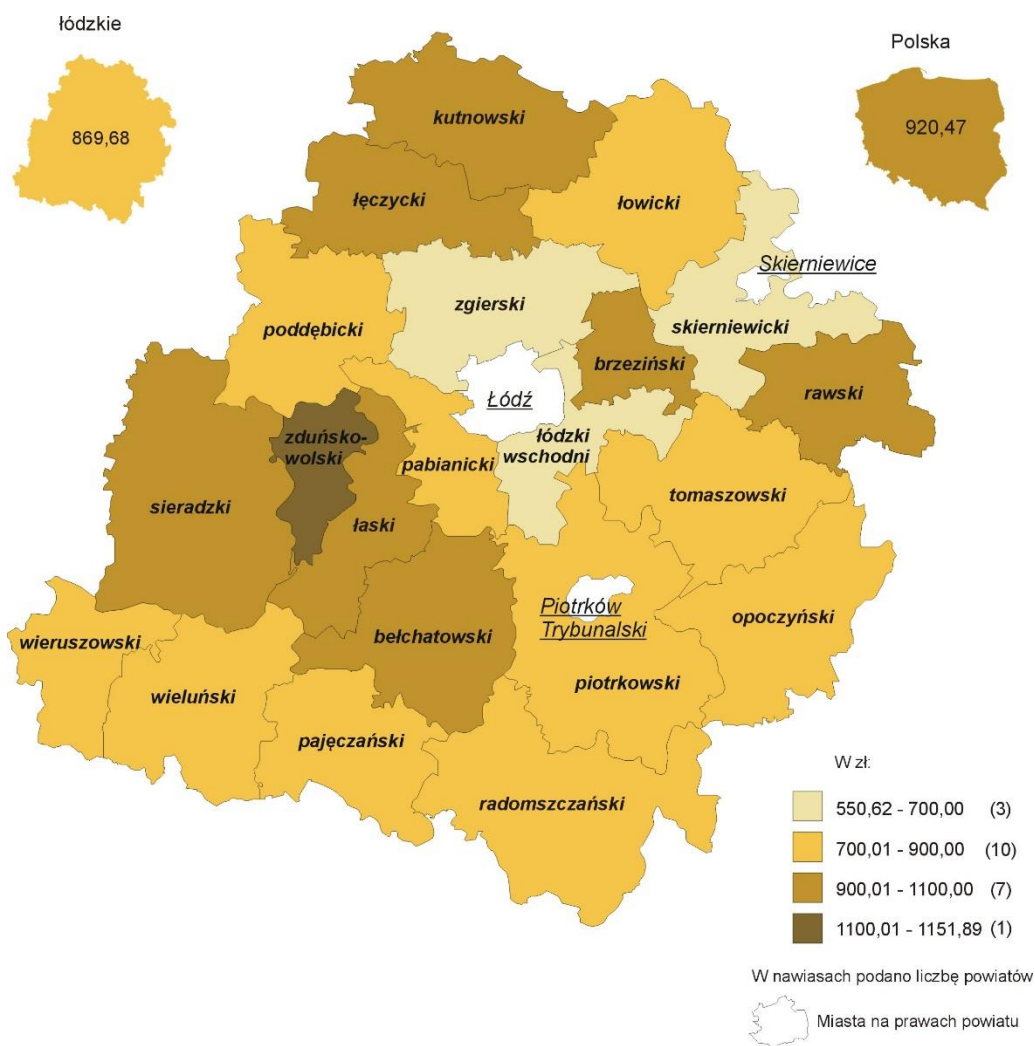 łódzkie
869,68
Polska
920,47
kutnowski
łęczycki
łowicki
Skierniewice
zgierski
skierniewicki
poddębicki
brzeziński
rawski
Łódź
zduńsko-
wolski
łódzki
wschodni
pabianicki
tomaszowski
sieradzki
łaski
Piotrków
Trybunalski
opoczyński
bełchatowski
wieruszowski
wieluński
piotrkowski
pajęczański
radomszczański
W zł:
550,62 - 700,00 (3)
700,01 - 900,00 (10)
900,01 - 1100,00 (7)
1100,01 - 1151,89 (1)
W nawiasach podano liczbę powiatów
Miasta na prawach powiatu